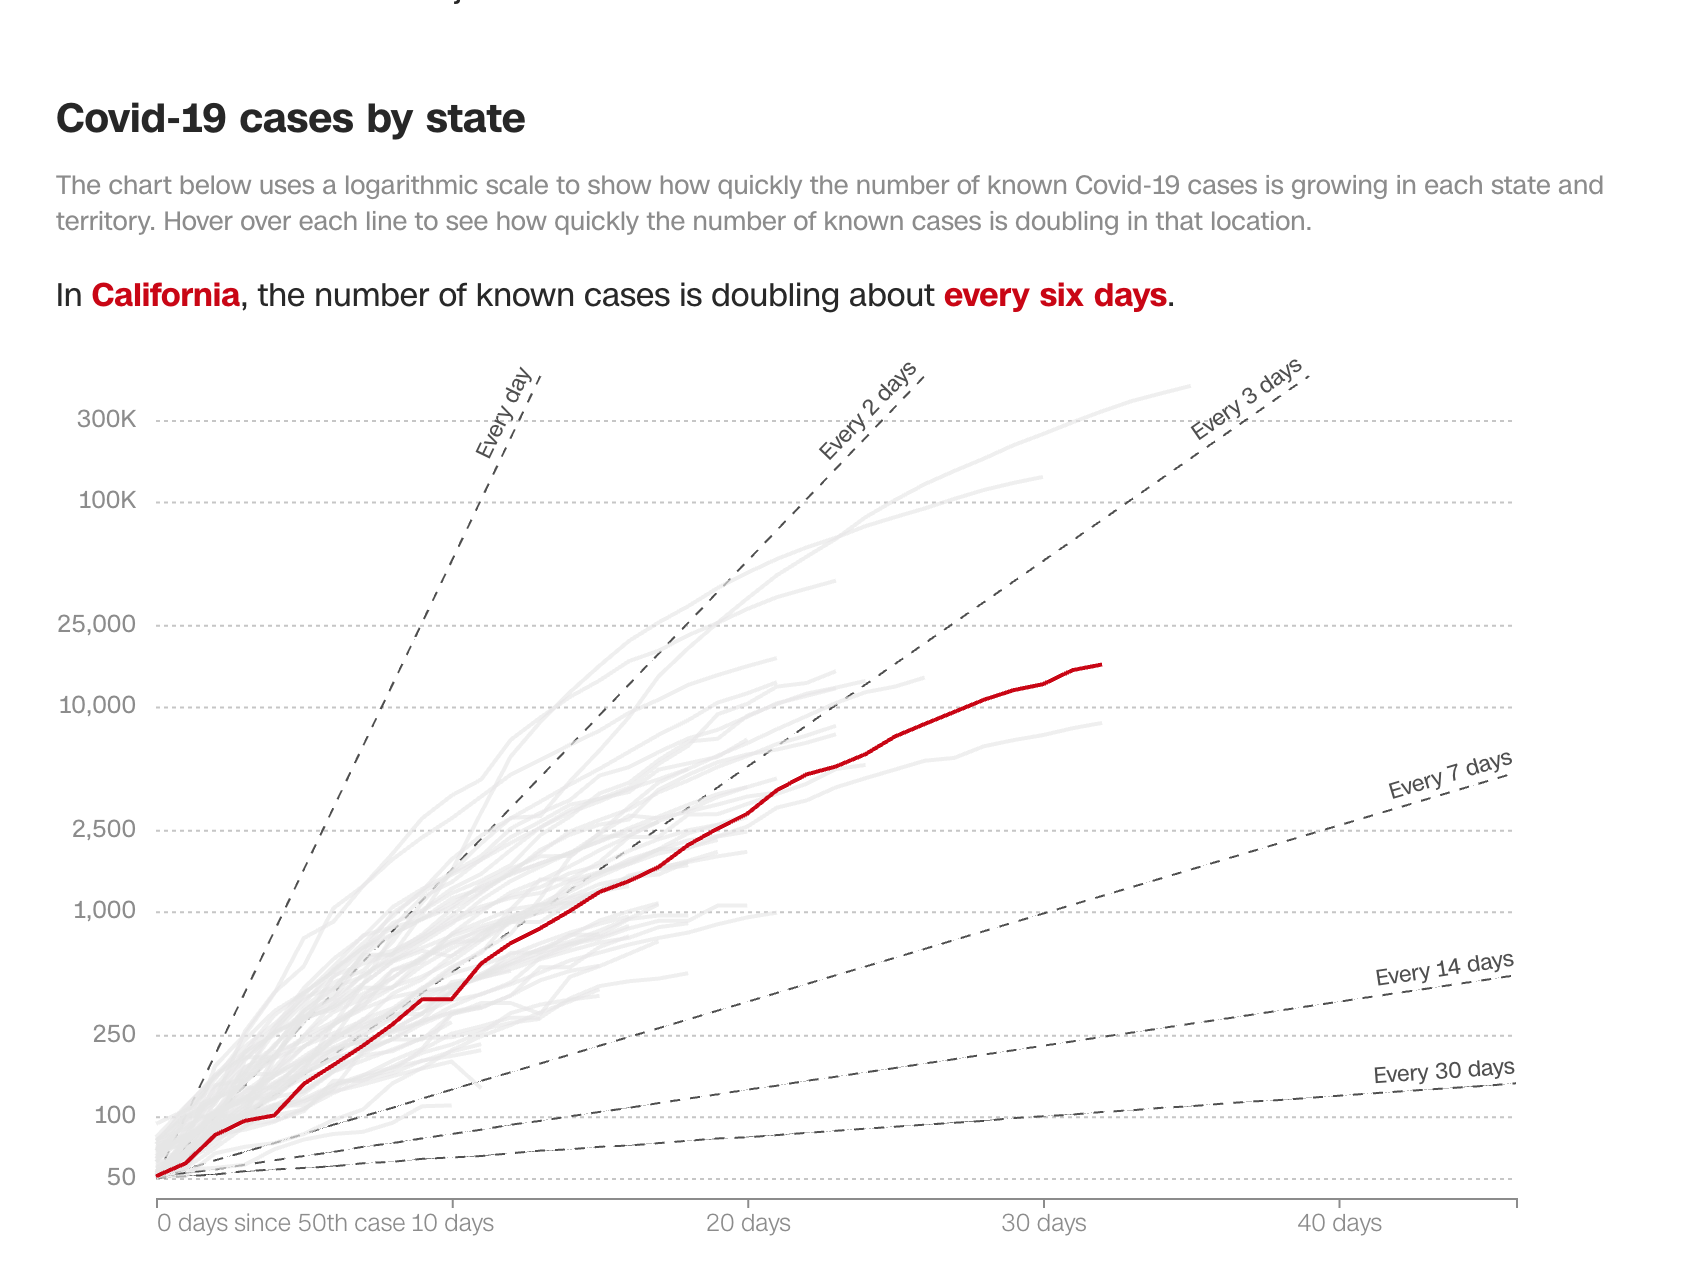 Covid-19 cases by state
The chart below uses a logarithmic scale to show how quickly the number of known Covid-19 cases is growing in each state and
territory. Hover over each line to see how quickly the number of known cases is doubling in that location.
In California, the number of known cases is doubling about every six days.
Every day
Every 2 days
Every 3 days
300K
100K
25,000
10,000
Every 7 days
2,500
1,000
Every 14 days
250
Every 30 days
100
50
0 days since 50th case 10 days 20 days 30 days 40 days